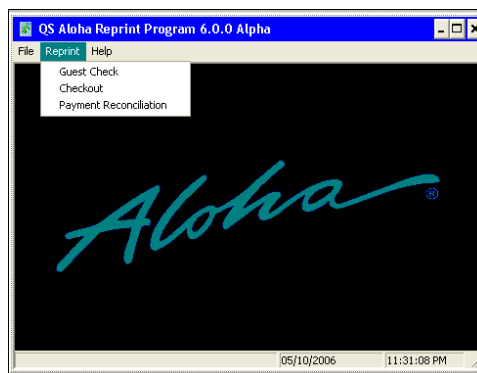 QS Aloha Reprint Program 6.0.0 Alpha
File Reprint Help
Guest Check
Checkout
Payment Reconciliation
Aloha ®
05/10/2006 11:31:08 PM